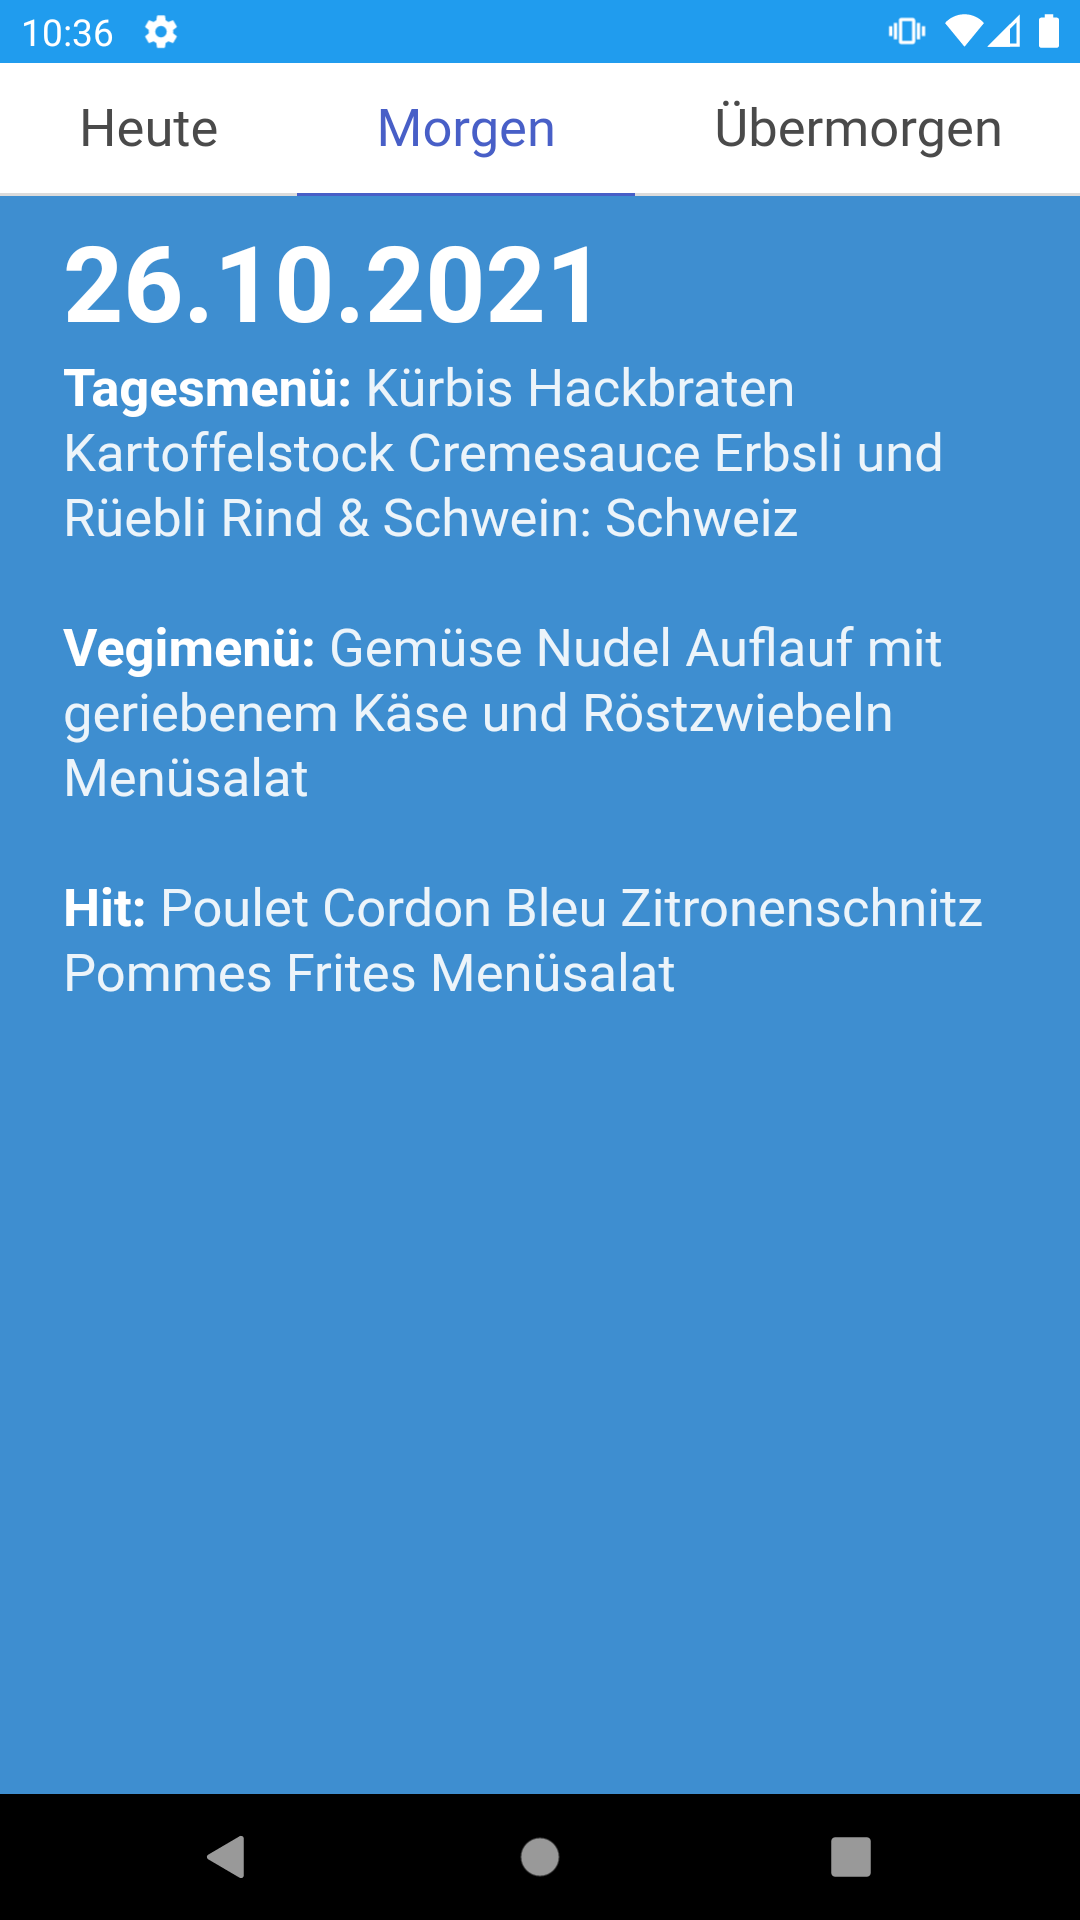 10:36
Heute Morgen Übermorgen
26.10.2021
Tagesmenü: Kürbis Hackbraten
Kartoffelstock Cremesauce Erbsli und
Rüebli Rind & Schwein: Schweiz
Vegimenü: Gemüse Nudel Auflauf mit
geriebenem Käse und Röstzwiebeln
Menüsalat
Hit: Poulet Cordon Bleu Zitronenschnitz
Pommes Frites Menüsalat